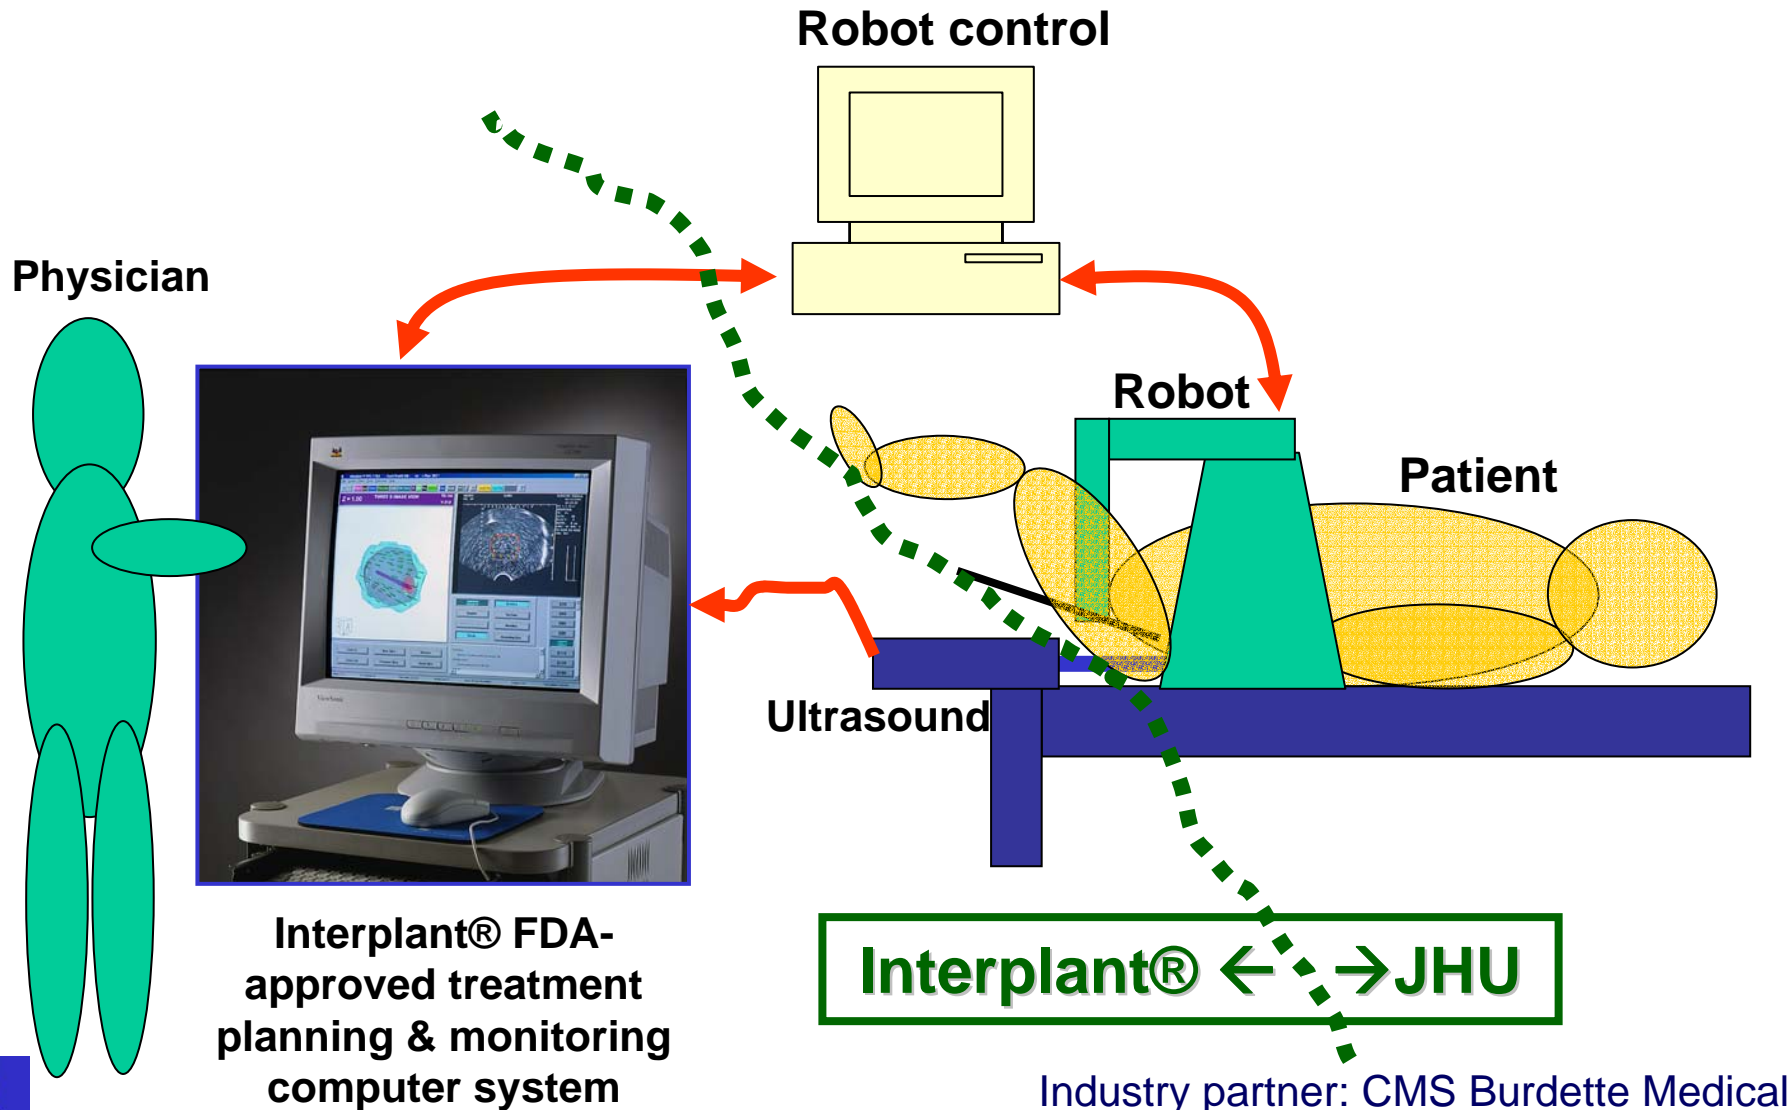 Robot control
Physician
Robot
Patient
Ultrasound
Interplant® FDA-
approved treatment
planning & monitoring
computer system
Interplant® ← →JHU
Industry partner: CMS Burdette Medical
ViewSonic